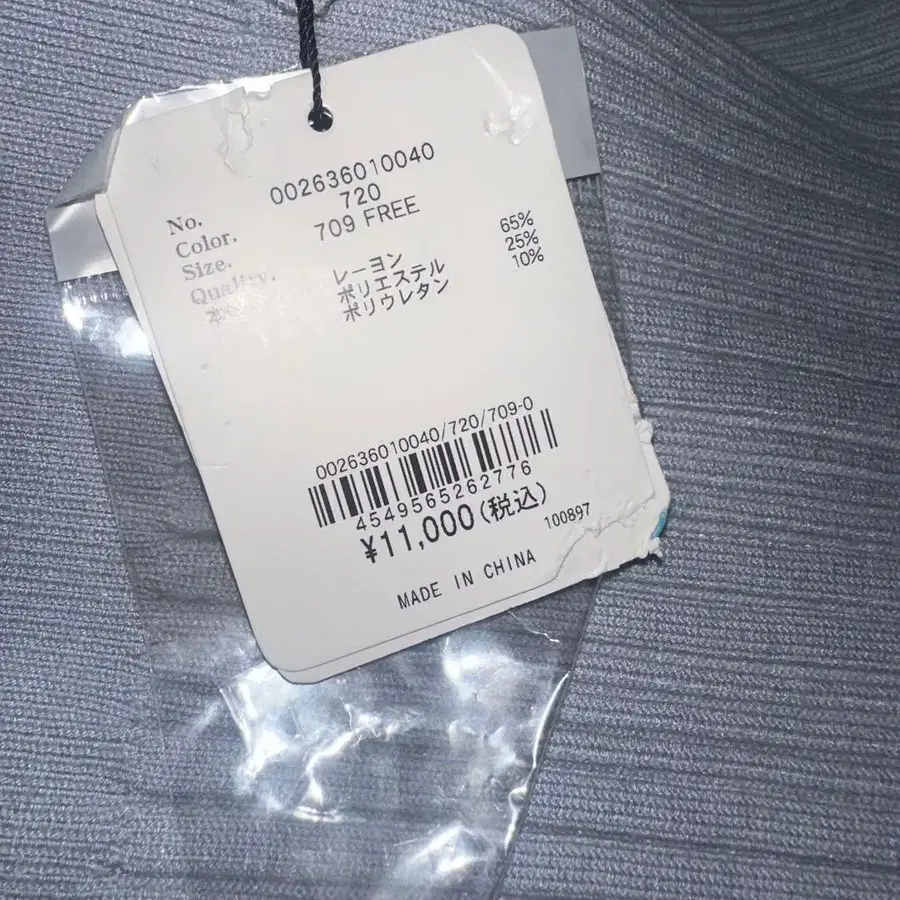 No. 002636010040
Color. 720
Size. 709 FREE
Quality.
本 レーヨン 65%
ポリエステル 25%
ポリウレタン 10%
002636010040/720/709-0
4549565262776
¥11,000(税込)
100897
MADE IN CHINA